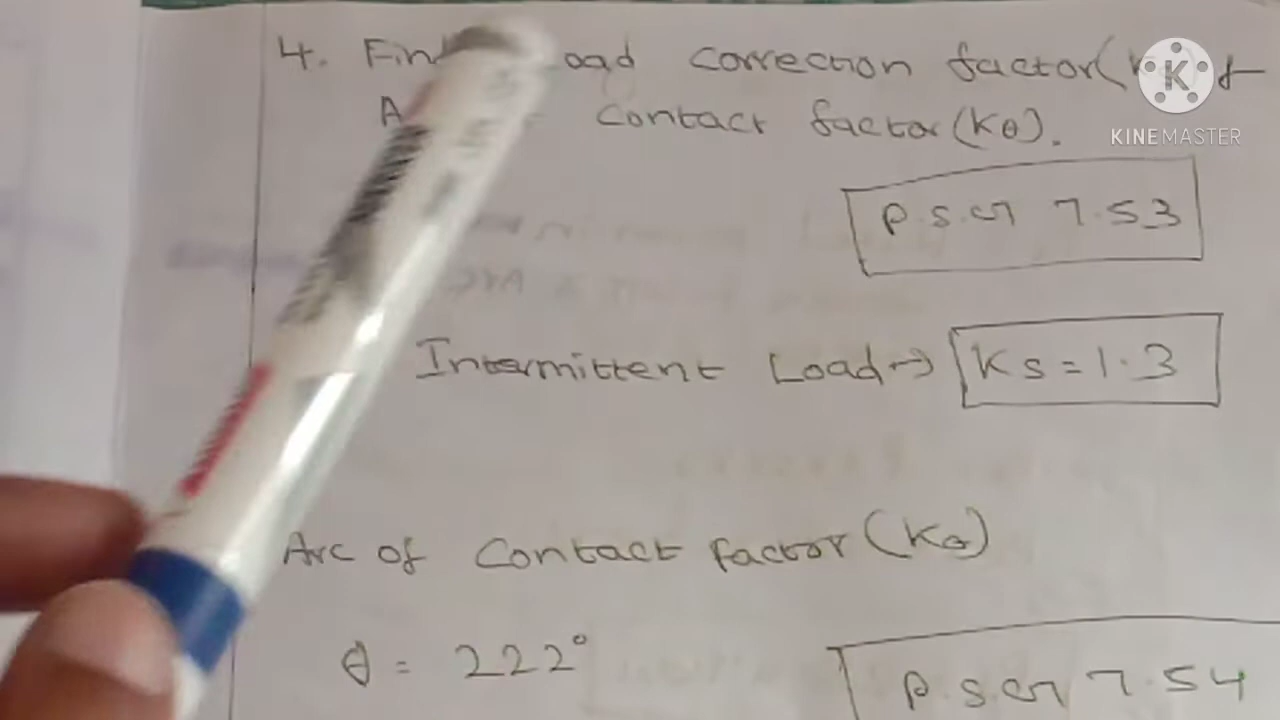 4. Find oad correction factor( &
A contact factor (Kθ).
P.S.G 7.53
Intermittent Load → Ks = 1.3
Arc of contact factor (Kθ)
θ = 222°
P.S.G 7.54
K
KINEMASTER